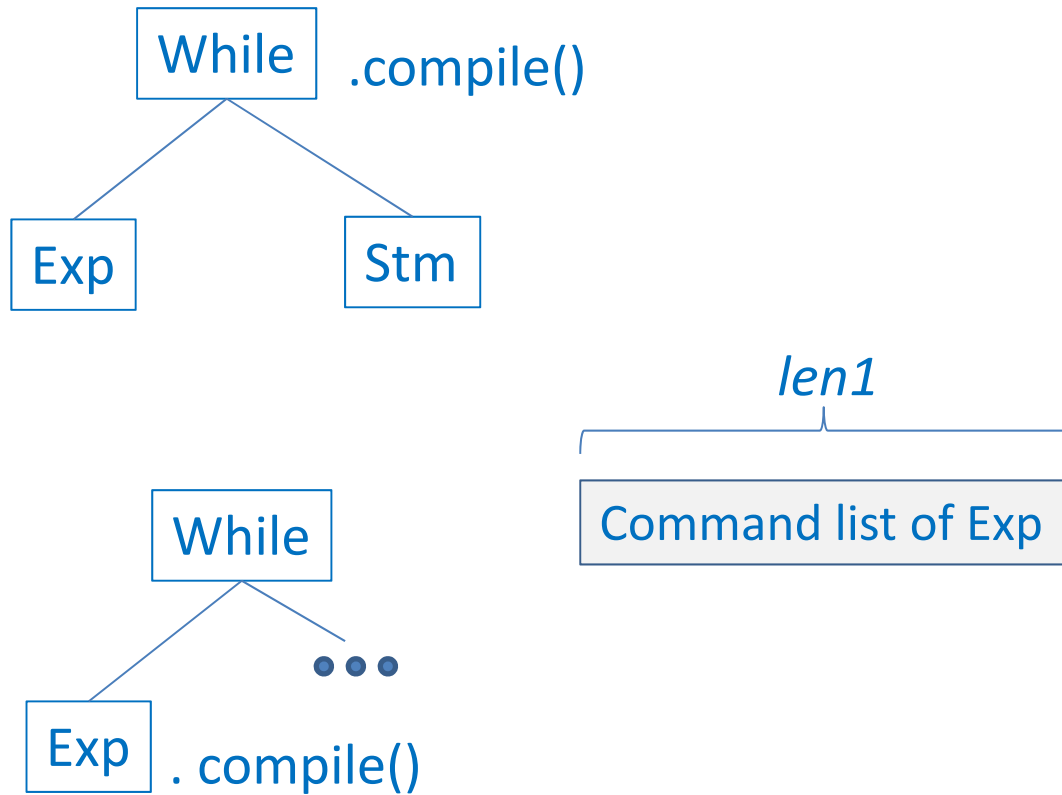 While
.compile()
Exp
Stm
len1
Command list of Exp
While
Exp
. compile()